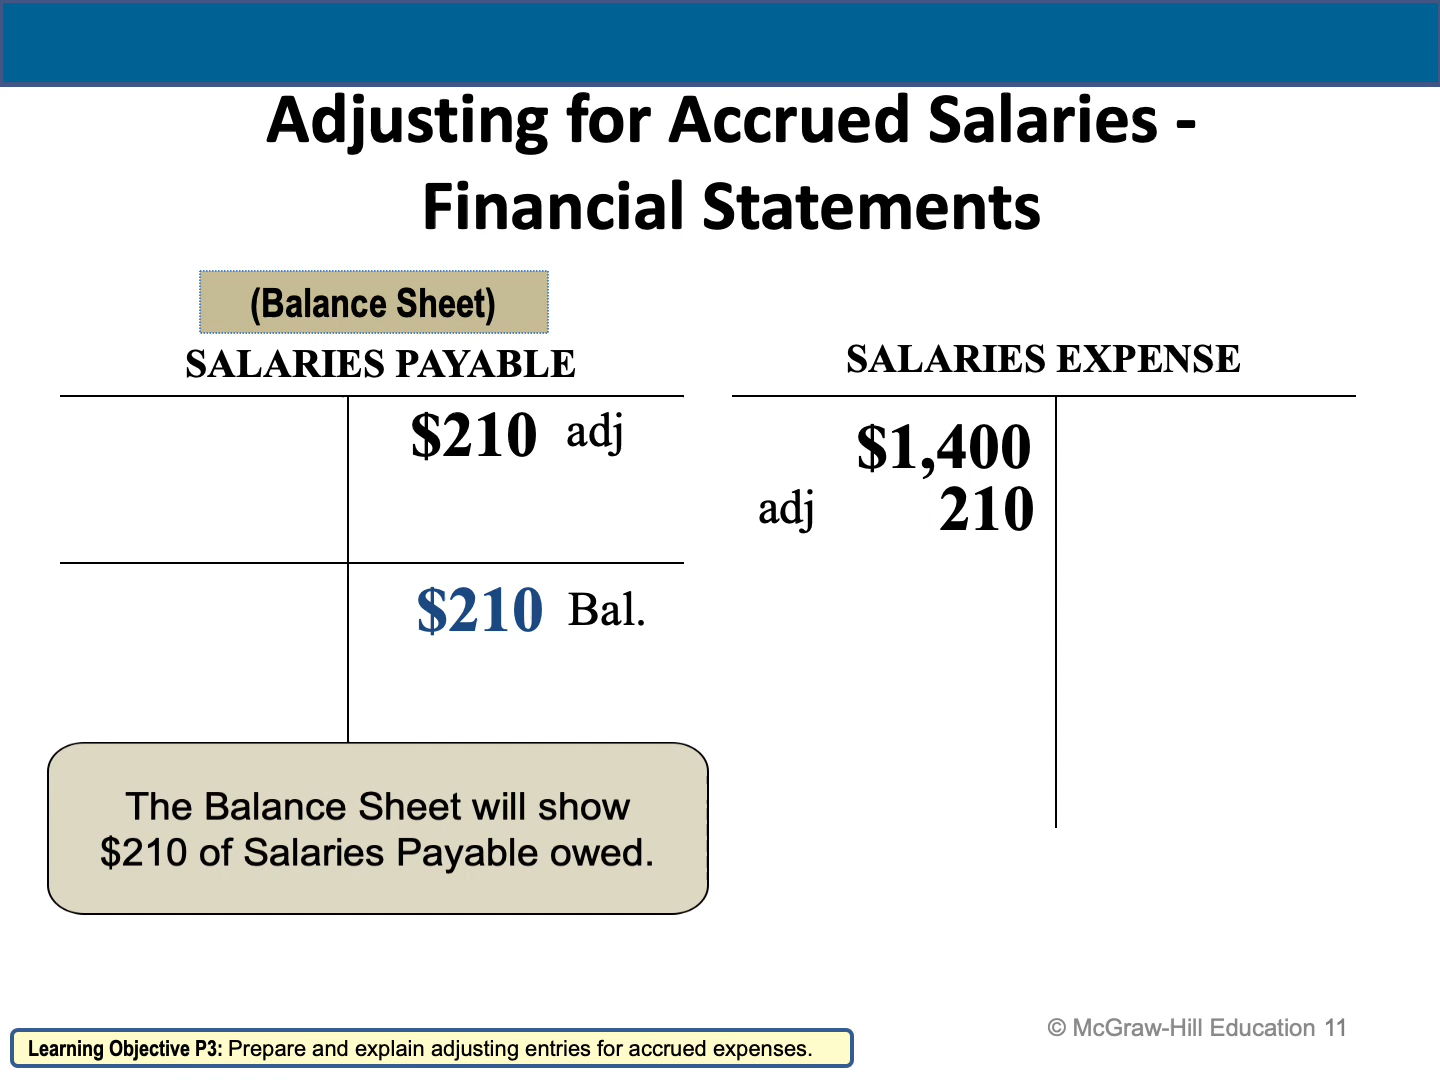 Adjusting for Accrued Salaries -
Financial Statements
(Balance Sheet)
SALARIES PAYABLE
$210 adj
$210 Bal.
The Balance Sheet will show
$210 of Salaries Payable owed.
SALARIES EXPENSE
$1,400
adj 210
© McGraw-Hill Education 11
Learning Objective P3: Prepare and explain adjusting entries for accrued expenses.